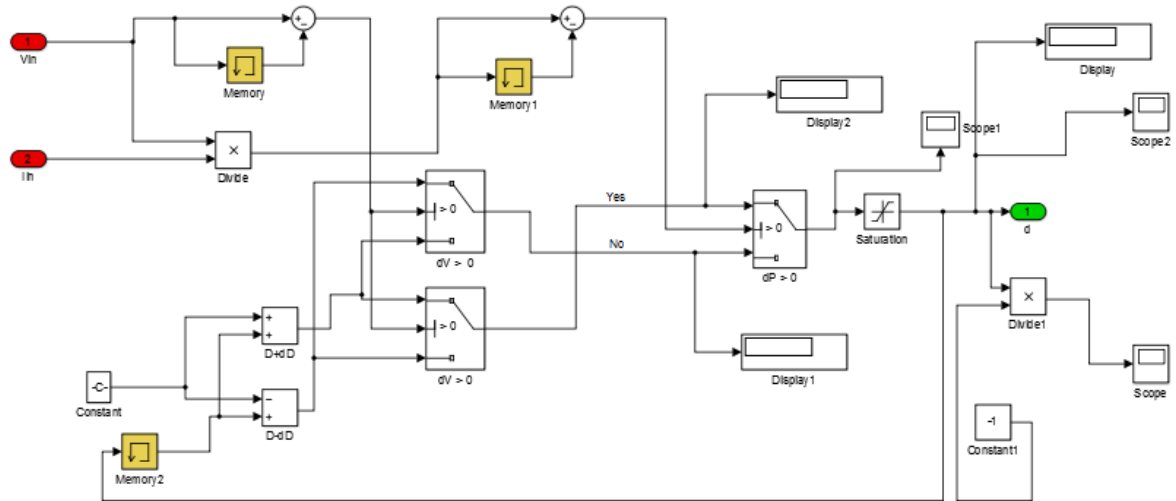 1
Vin
+
-
Memory
+
-
Memory1
Display
Display2
Scope1
Scope2
2
Iin
×
Divide
> 0
dV > 0
Yes
No
> 0
dP > 0
Saturation
1
d
×
Divide1
+
+
D+dD
> 0
dV > 0
Display1
Scope
-C-
Constant
-
+
D-dD
-1
Constant1
Memory2